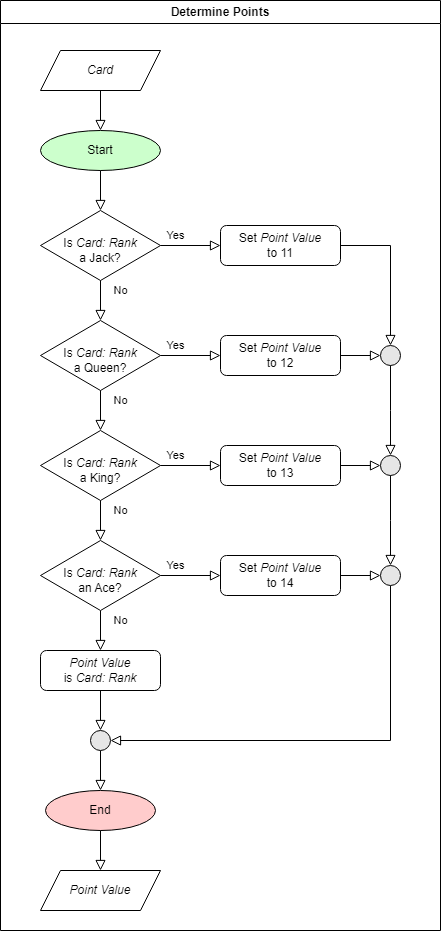 Determine Points
Card
Start
Is Card: Rank
a Jack?
Yes
Set Point Value
to 11
No
Is Card: Rank
a Queen?
Yes
Set Point Value
to 12
No
Is Card: Rank
a King?
Yes
Set Point Value
to 13
No
Is Card: Rank
an Ace?
Yes
Set Point Value
to 14
No
Point Value
is Card: Rank
End
Point Value